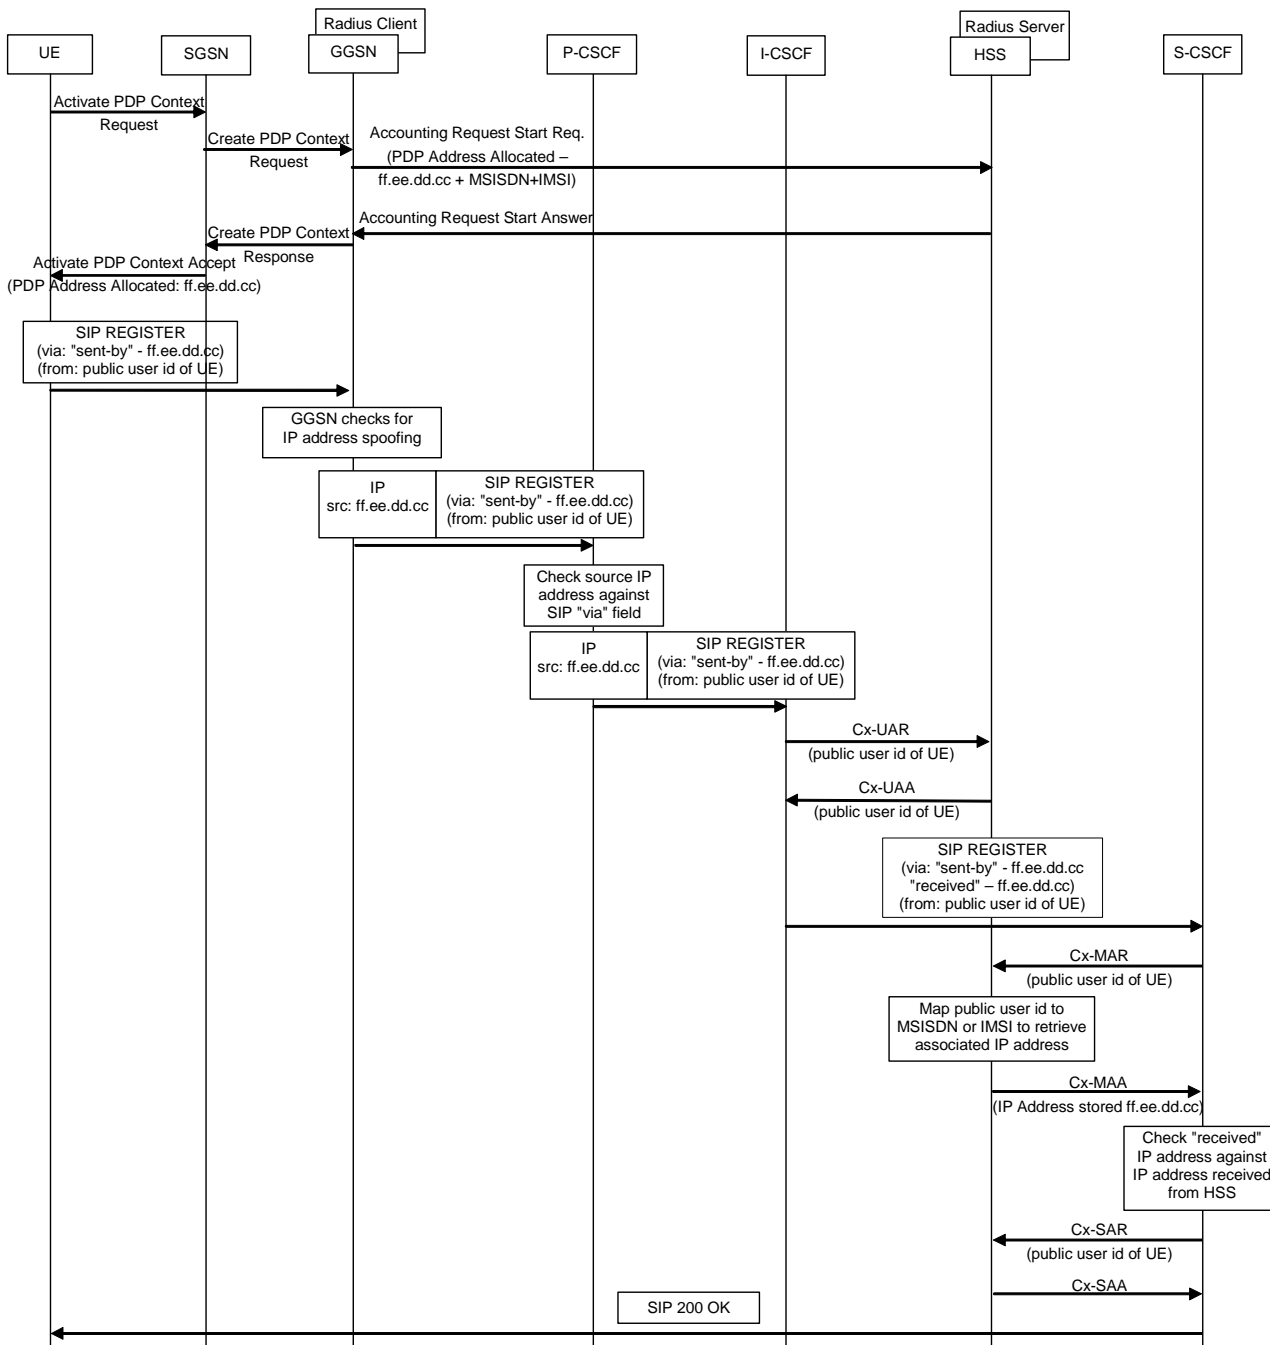 Radius Client
Radius Server
UE
SGSN
GGSN
P-CSCF
I-CSCF
HSS
S-CSCF
Activate PDP Context
Request
Create PDP Context
Request
Accounting Request Start Req.
(PDP Address Allocated –
ff.ee.dd.cc + MSISDN+IMSI)
Accounting Request Start Answer
Create PDP Context
Response
Activate PDP Context Accept
(PDP Address Allocated: ff.ee.dd.cc)
SIP REGISTER
(via: "sent-by" - ff.ee.dd.cc)
(from: public user id of UE)
GGSN checks for
IP address spoofing
IP
src: ff.ee.dd.cc
SIP REGISTER
(via: "sent-by" - ff.ee.dd.cc)
(from: public user id of UE)
Check source IP
address against
SIP "via" field
IP
src: ff.ee.dd.cc
SIP REGISTER
(via: "sent-by" - ff.ee.dd.cc)
(from: public user id of UE)
Cx-UAR
(public user id of UE)
Cx-UAA
(public user id of UE)
SIP REGISTER
(via: "sent-by" - ff.ee.dd.cc
"received" – ff.ee.dd.cc)
(from: public user id of UE)
Cx-MAR
(public user id of UE)
Map public user id to
MSISDN or IMSI to retrieve
associated IP address
Cx-MAA
(IP Address stored ff.ee.dd.cc)
Check "received"
IP address against
IP address received
from HSS
Cx-SAR
(public user id of UE)
Cx-SAA
SIP 200 OK